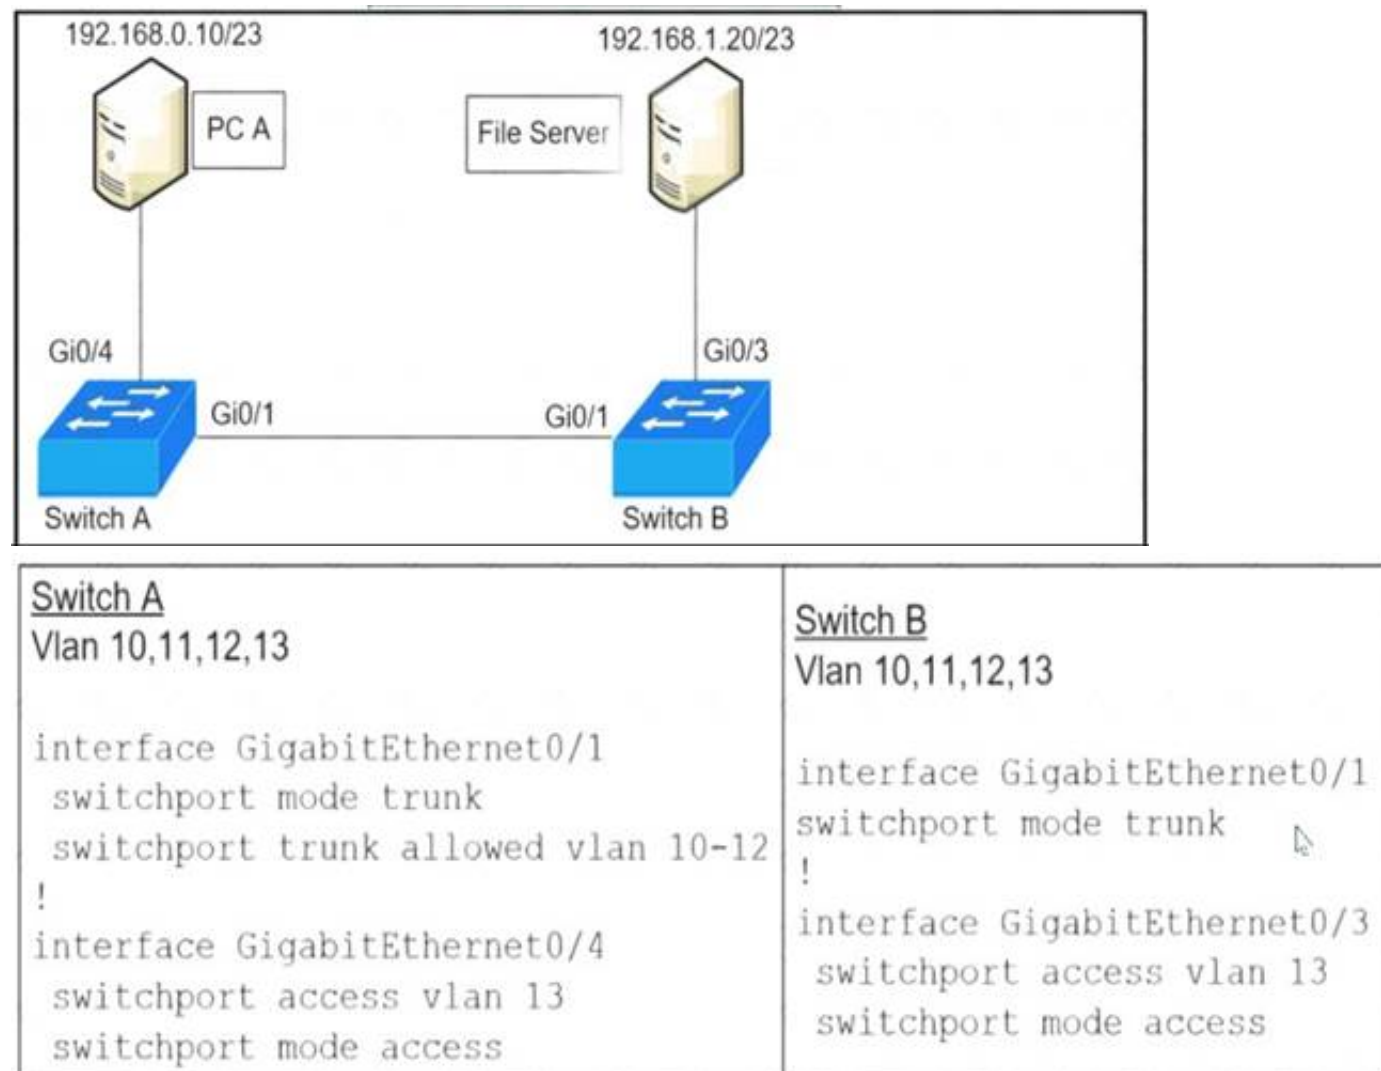 192.168.0.10/23
192.168.1.20/23
PC A
File Server
Gi0/4
Gi0/3
Gi0/1
Gi0/1
Switch A
Switch B
Switch A
Vlan 10,11,12,13
interface GigabitEthernet0/1
switchport mode trunk
switchport trunk allowed vlan 10-12
!
interface GigabitEthernet0/4
switchport access vlan 13
switchport mode access
Switch B
Vlan 10,11,12,13
interface GigabitEthernet0/1
switchport mode trunk
!
interface GigabitEthernet0/3
switchport access vlan 13
switchport mode access